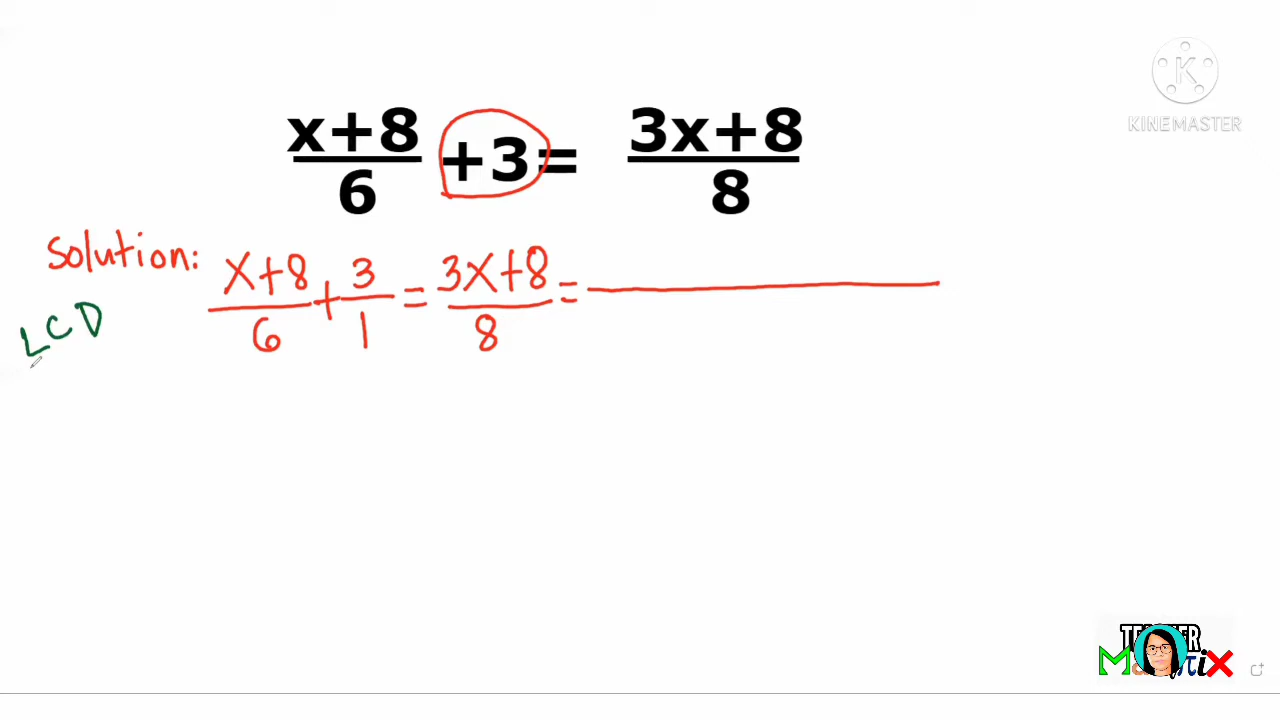 K
KINEMASTER
x+8/6 +3= 3x+8/8
Solution: x+8/6 + 3/1 = 3x+8/8 =
LCD